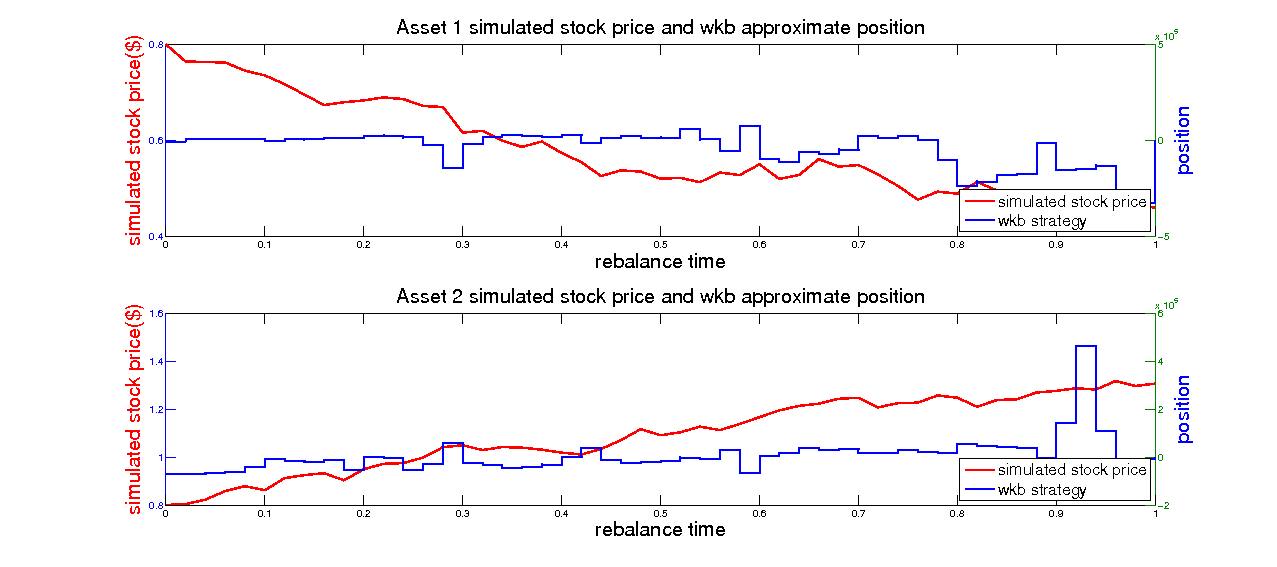 Asset 1 simulated stock price and wkb approximate position
x 10^5
0.8
0.6
0.4
simulated stock price($)
5
0
-5
position
simulated stock price
wkb strategy
0 0.1 0.2 0.3 0.4 0.5 0.6 0.7 0.8 0.9 1
rebalance time
Asset 2 simulated stock price and wkb approximate position
1.6
1.4
1.2
1
0.8
simulated stock price($)
6
4
2
0
-2
position
simulated stock price
wkb strategy
0 0.1 0.2 0.3 0.4 0.5 0.6 0.7 0.8 0.9 1
rebalance time